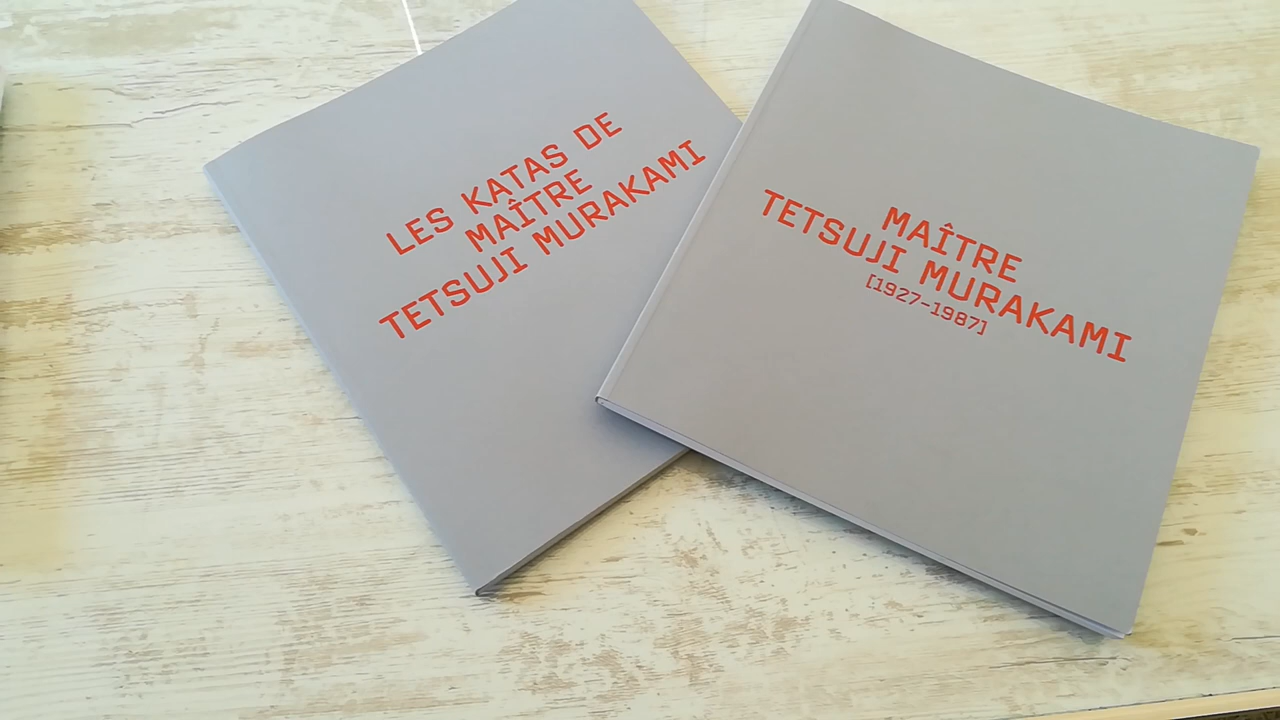 LES KATAS DE
MAÎTRE
TETSUJI MURAKAMI
MAÎTRE
TETSUJI MURAKAMI
[1927-1987]